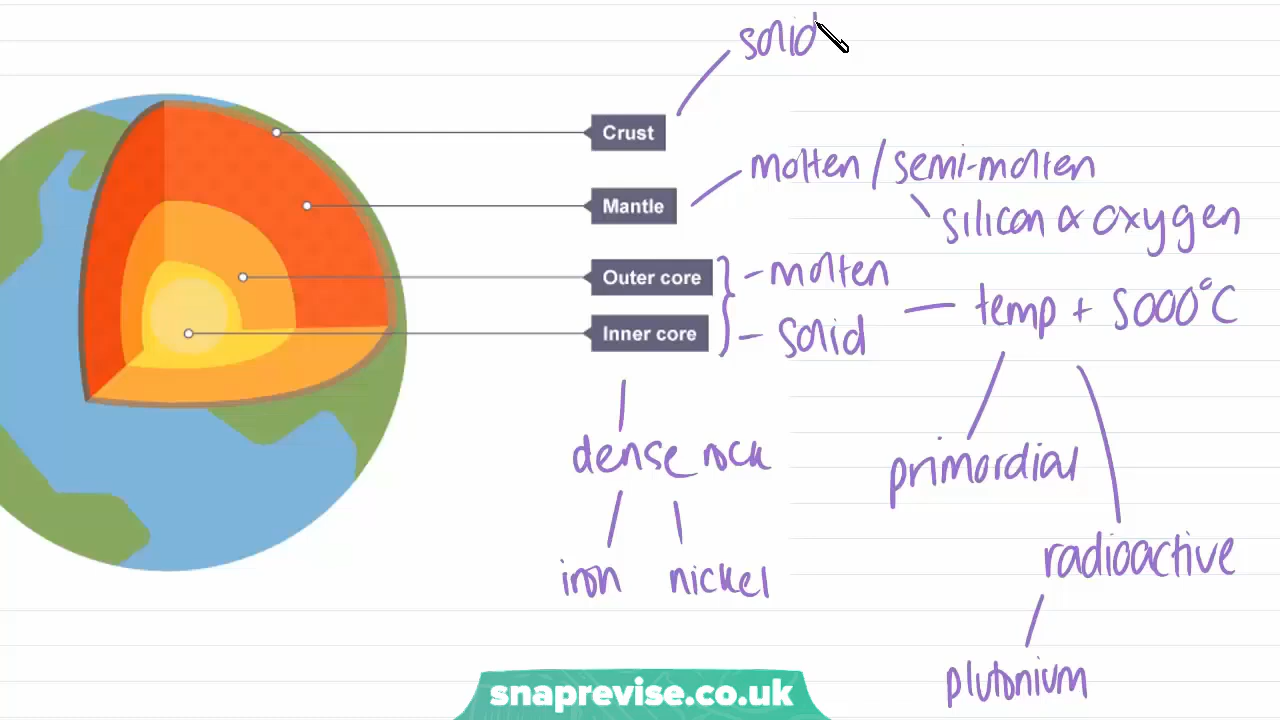 solid
Crust
molten / semi-molten
Mantle
silicon & oxygen
Outer core
- molten
temp + 5000°C
Inner core
- solid
dense rock
primordial
radioactive
iron nickel
plutonium
snaprevise.co.uk